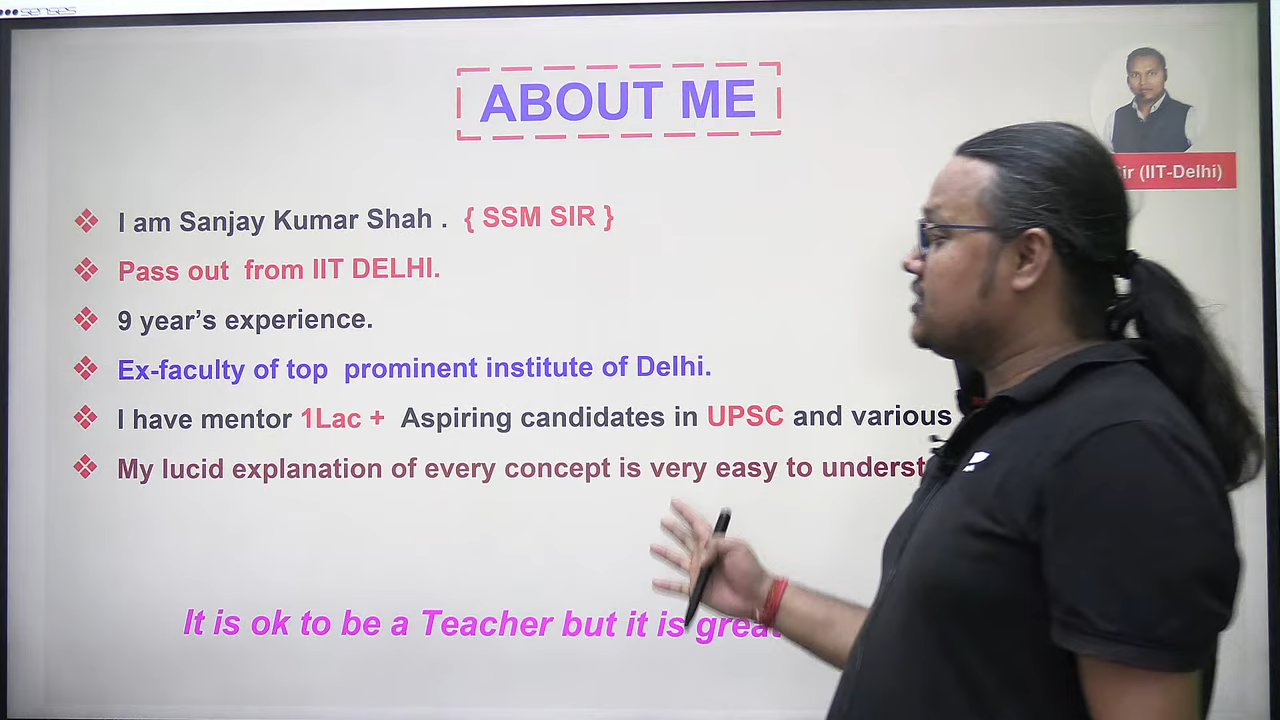 senses
ABOUT ME
ir (IIT-Delhi)
❖ I am Sanjay Kumar Shah . { SSM SIR }
❖ Pass out from IIT DELHI.
❖ 9 year’s experience.
❖ Ex-faculty of top prominent institute of Delhi.
❖ I have mentor 1Lac + Aspiring candidates in UPSC and various
❖ My lucid explanation of every concept is very easy to underst
It is ok to be a Teacher but it is great